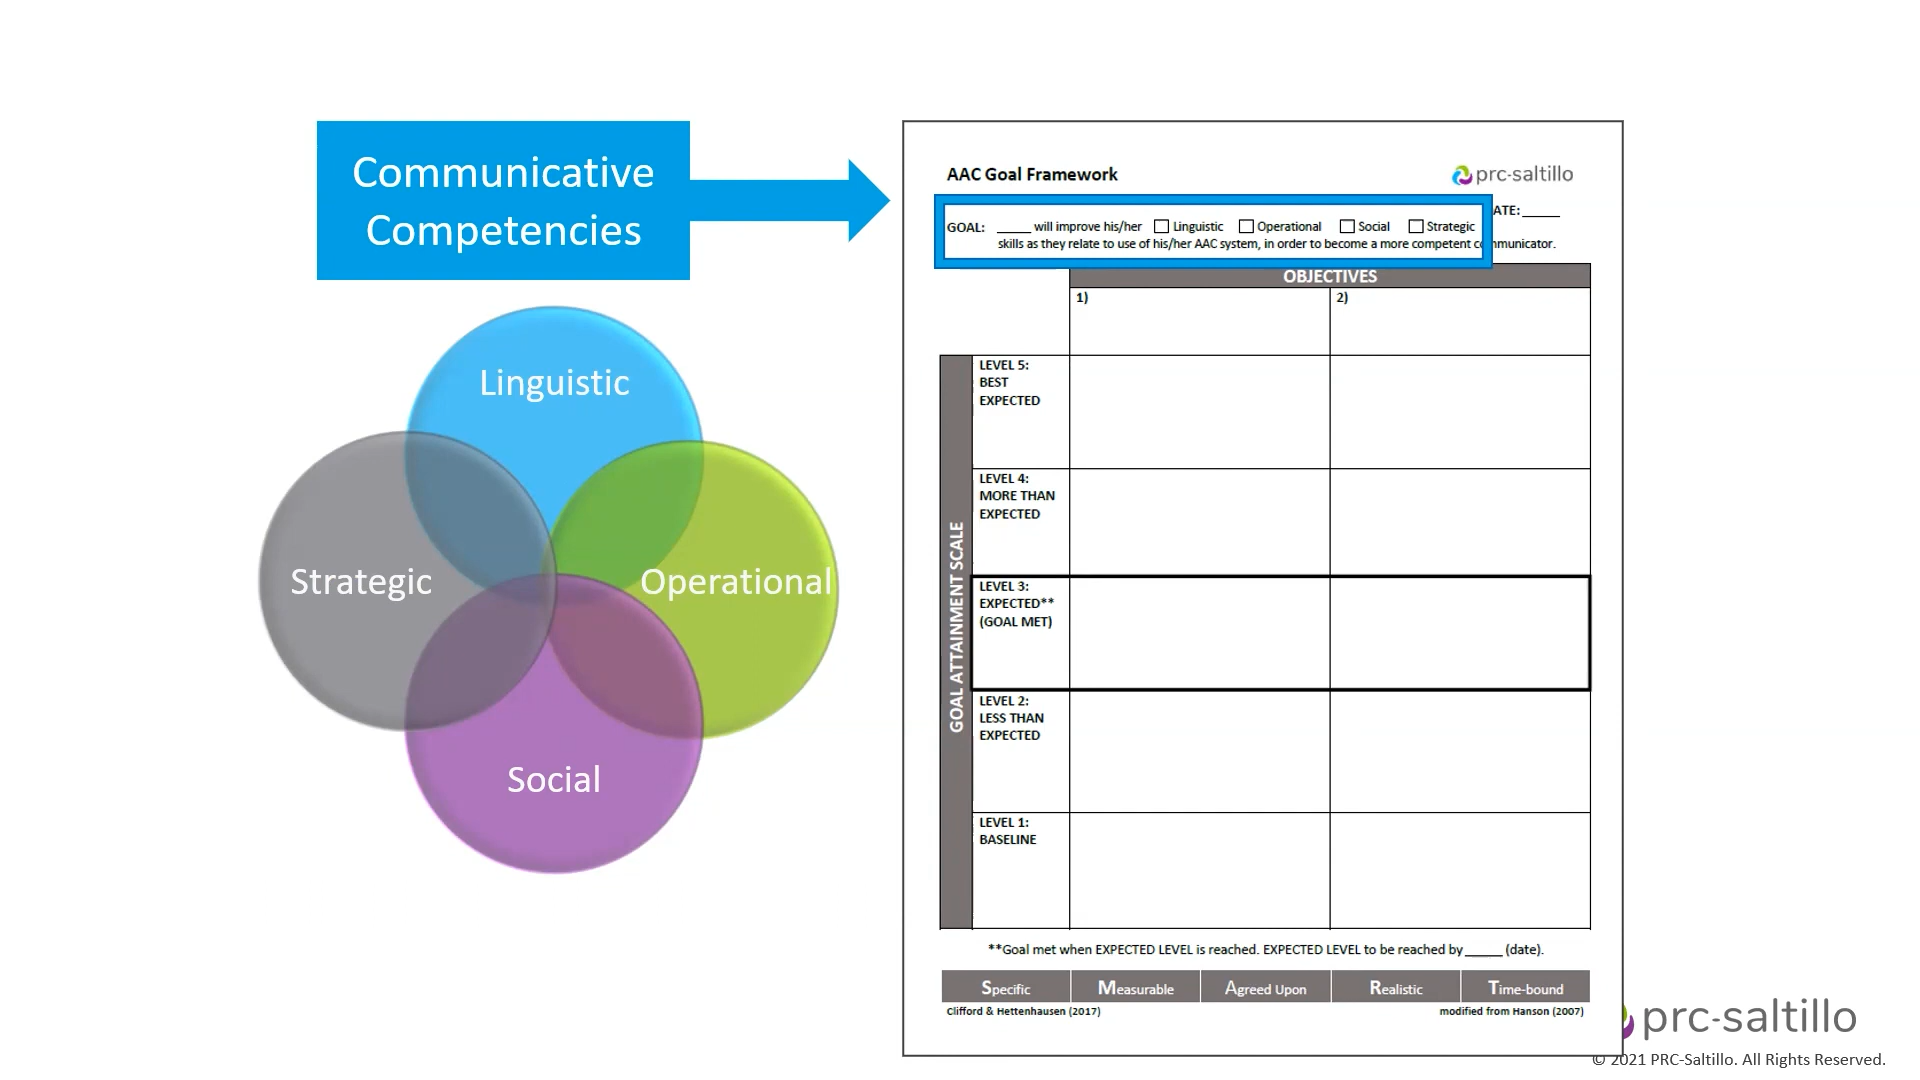 Communicative
Competencies
Linguistic
Strategic
Operational
Social
AAC Goal Framework
prc-saltillo
ATE:_____
GOAL: _____ will improve his/her ☐ Linguistic ☐ Operational ☐ Social ☐ Strategic
skills as they relate to use of his/her AAC system, in order to become a more competent communicator.
OBJECTIVES
1) 2)
GOAL ATTAINMENT SCALE
LEVEL 5:
BEST
EXPECTED
LEVEL 4:
MORE THAN
EXPECTED
LEVEL 3:
EXPECTED**
(GOAL MET)
LEVEL 2:
LESS THAN
EXPECTED
LEVEL 1:
BASELINE
**Goal met when EXPECTED LEVEL is reached. EXPECTED LEVEL to be reached by _____ (date).
Specific Measurable Agreed Upon Realistic Time-bound
Clifford & Hettenhausen (2017) modified from Hanson (2007)
prc-saltillo
© 2021 PRC-Saltillo. All Rights Reserved.